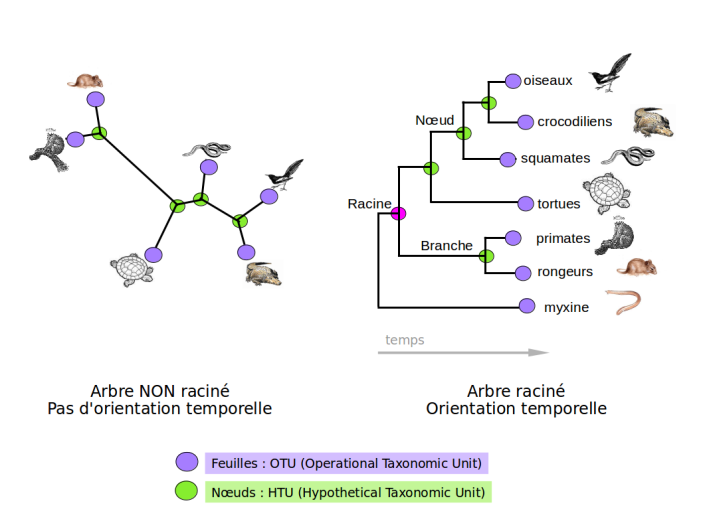 oiseaux
Nœud
crocodiliens
squamates
Racine
tortues
Branche
primates
rongeurs
myxine
temps
Arbre NON raciné
Pas d'orientation temporelle
Arbre raciné
Orientation temporelle
Feuilles : OTU (Operational Taxonomic Unit)
Nœuds : HTU (Hypothetical Taxonomic Unit)